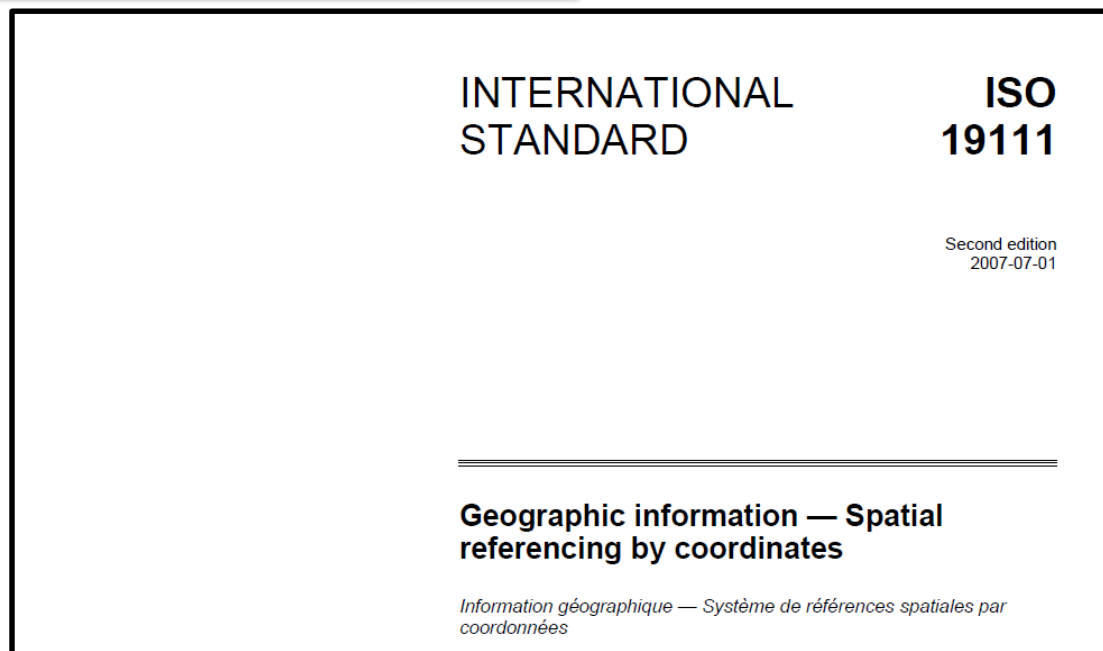 INTERNATIONAL
STANDARD
ISO
19111
Second edition
2007-07-01
Geographic information — Spatial
referencing by coordinates
Information géographique — Système de références spatiales par
coordonnées